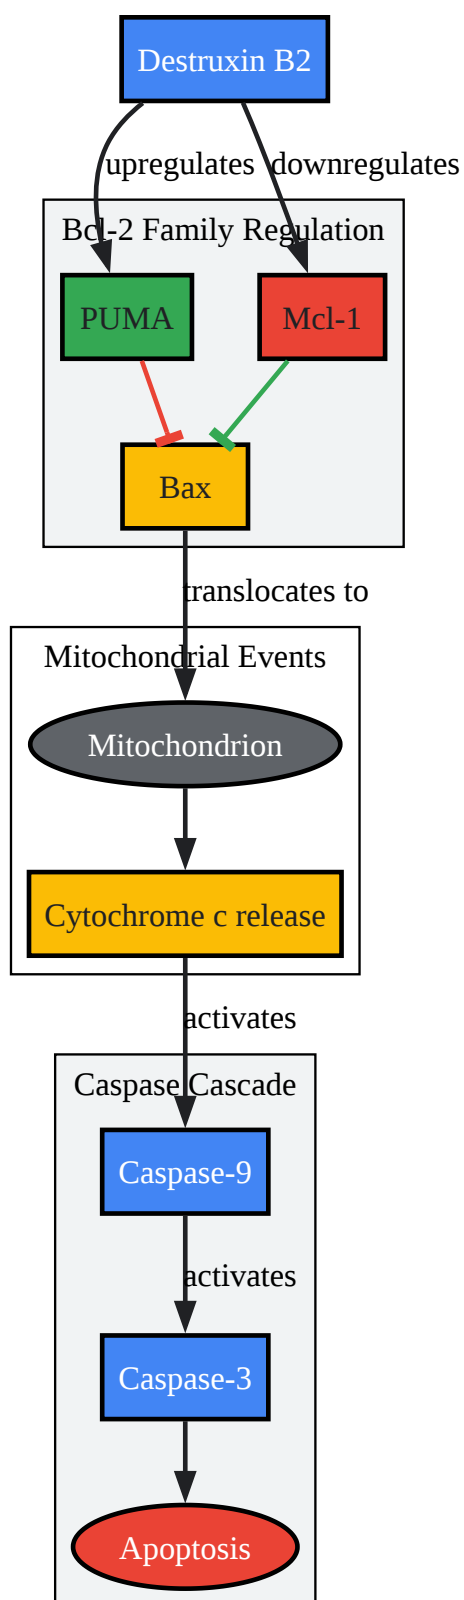 Destruxin B2
upregulates
downregulates
Bcl-2 Family Regulation
PUMA
Mcl-1
Bax
translocates to
Mitochondrial Events
Mitochondrion
Cytochrome c release
activates
Caspase Cascade
Caspase-9
activates
Caspase-3
Apoptosis